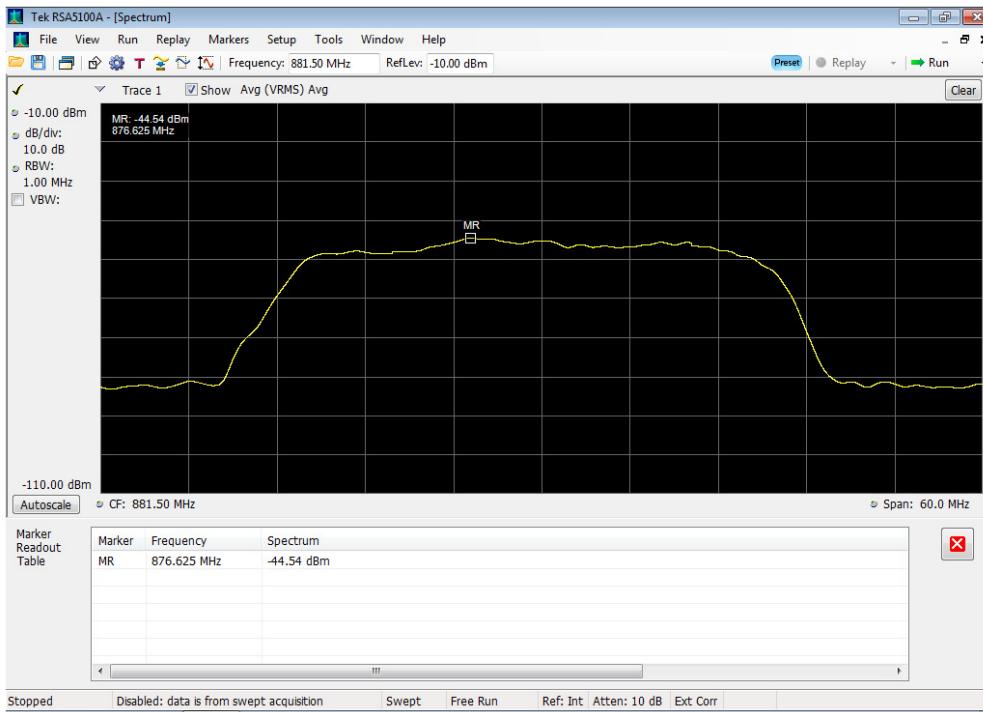 Tek RSA5100A - [Spectrum]
File View Run Replay Markers Setup Tools Window Help
T Frequency: 881.50 MHz RefLev: -10.00 dBm Preset Replay Run
Trace 1 Show Avg (VRMS) Avg Clear
-10.00 dBm
dB/div:
10.0 dB
RBW:
1.00 MHz
VBW:
MR: -44.54 dBm
876.625 MHz
MR
-110.00 dBm
Autoscale CF: 881.50 MHz Span: 60.0 MHz
Marker
Readout
Table
Marker Frequency Spectrum
MR 876.625 MHz -44.54 dBm
Stopped Disabled: data is from swept acquisition Swept Free Run Ref: Int Atten: 10 dB Ext Corr